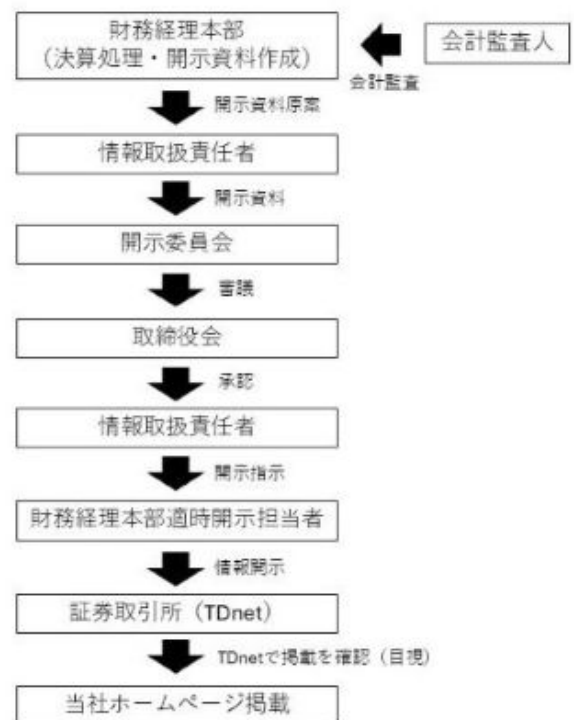 財務経理本部
（決算処理・開示資料作成）
会計監査人
会計監査
開示資料原案
情報取扱責任者
開示資料
開示委員会
審議
取締役会
承認
情報取扱責任者
開示指示
財務経理本部適時開示担当者
情報開示
証券取引所（TDnet）
TDnetで掲載を確認（目視）
当社ホームページ掲載